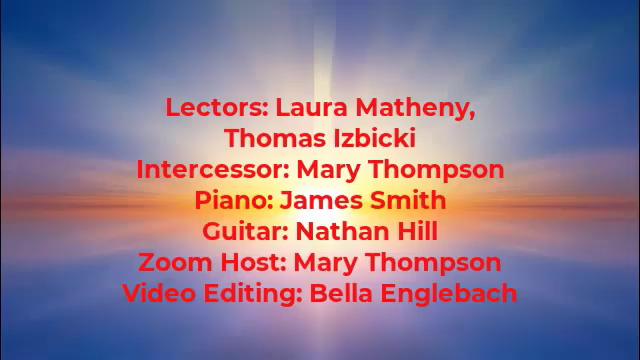 Lectors: Laura Matheny,
Thomas Izbicki
Intercessor: Mary Thompson
Piano: James Smith
Guitar: Nathan Hill
Zoom Host: Mary Thompson
Video Editing: Bella Englebach